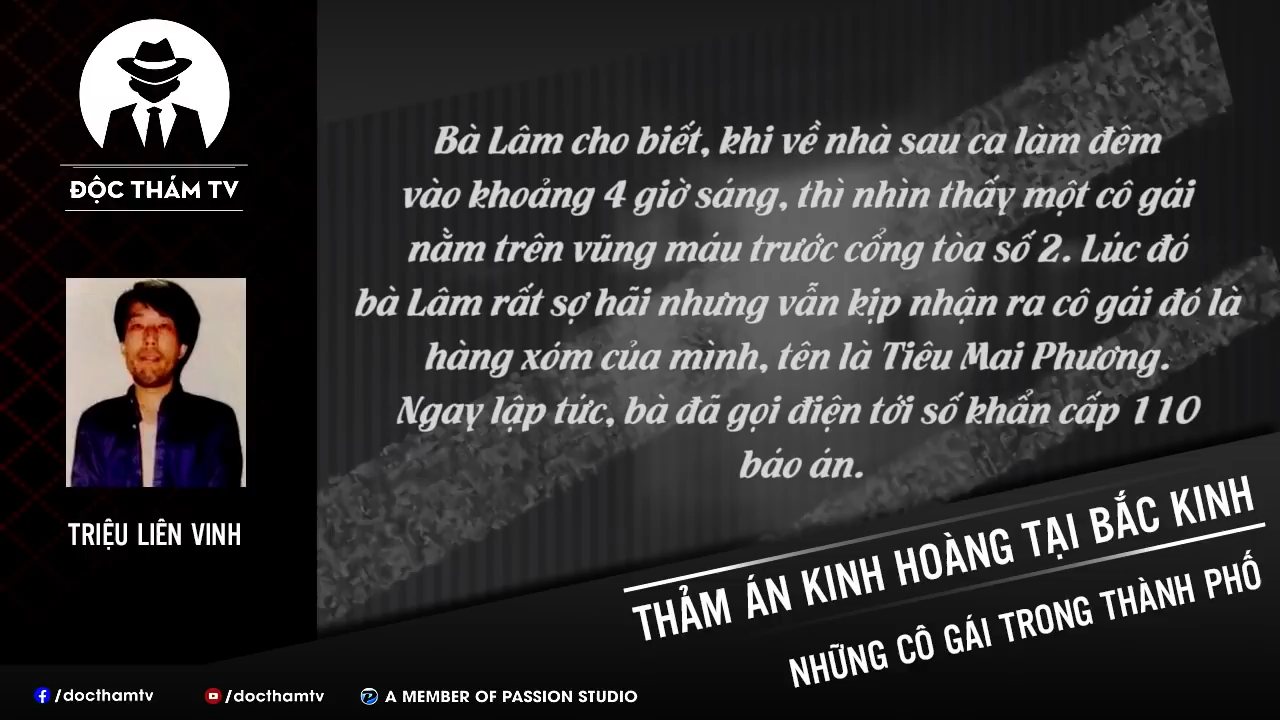 ĐỘC THÁM TV
TRIỆU LIÊN VINH
Bà Lâm cho biết, khi về nhà sau ca làm đêm
vào khoảng 4 giờ sáng, thì nhìn thấy một cô gái
nằm trên vũng máu trước cổng tòa số 2. Lúc đó
bà Lâm rất sợ hãi nhưng vẫn kịp nhận ra cô gái đó là
hàng xóm của mình, tên là Tiêu Mai Phương.
Ngay lập tức, bà đã gọi điện tới số khẩn cấp 110
báo án.
THẢM ÁN KINH HOÀNG TẠI BẮC KINH
NHỮNG CÔ GÁI TRONG THÀNH PHỐ
/docthamtv /docthamtv A MEMBER OF PASSION STUDIO